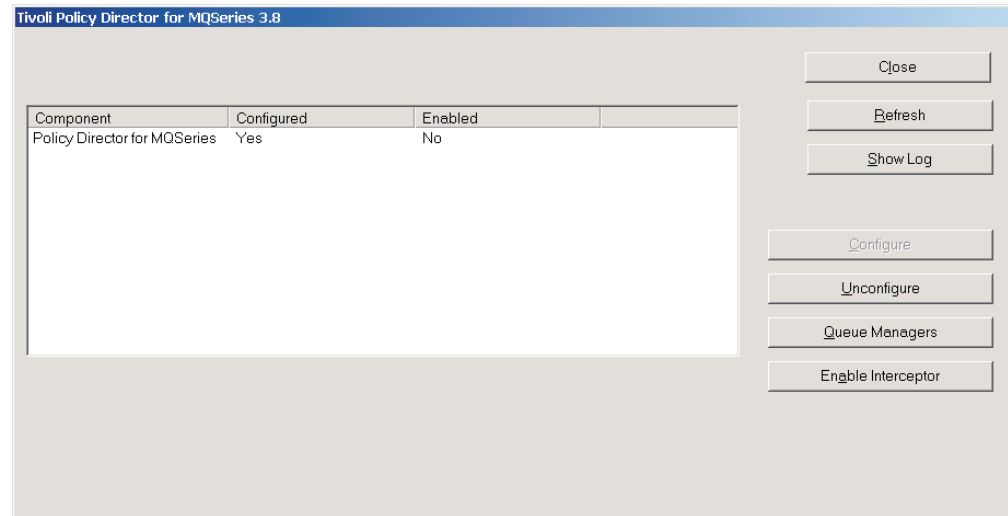 Tivoli Policy Director for MQSeries 3.8
Close
Component Configured Enabled
Policy Director for MQSeries Yes No
Refresh
Show Log
Configure
Unconfigure
Queue Managers
Enable Interceptor